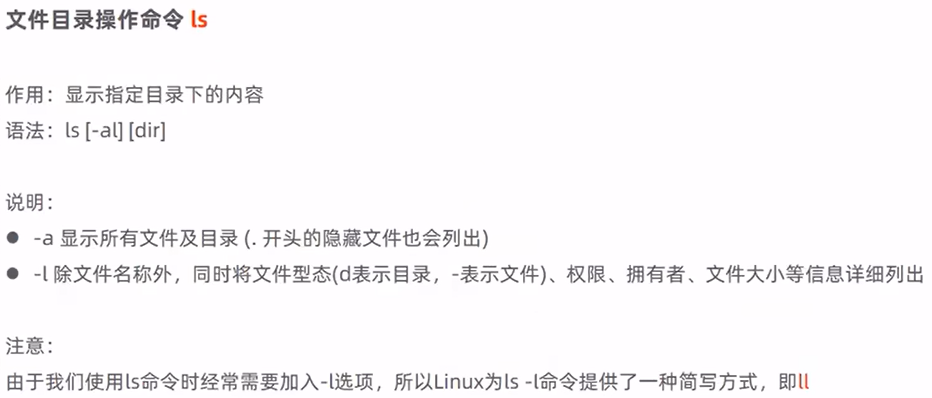 文件目录操作命令 ls
作用：显示指定目录下的内容
语法：ls [-al] [dir]
说明：
● -a 显示所有文件及目录 (. 开头的隐藏文件也会列出)
● -l 除文件名称外，同时将文件型态(d表示目录，-表示文件)、权限、拥有者、文件大小等信息详细列出
注意：
由于我们使用ls命令时经常需要加入-l选项，所以Linux为ls -l命令提供了一种简写方式，即ll